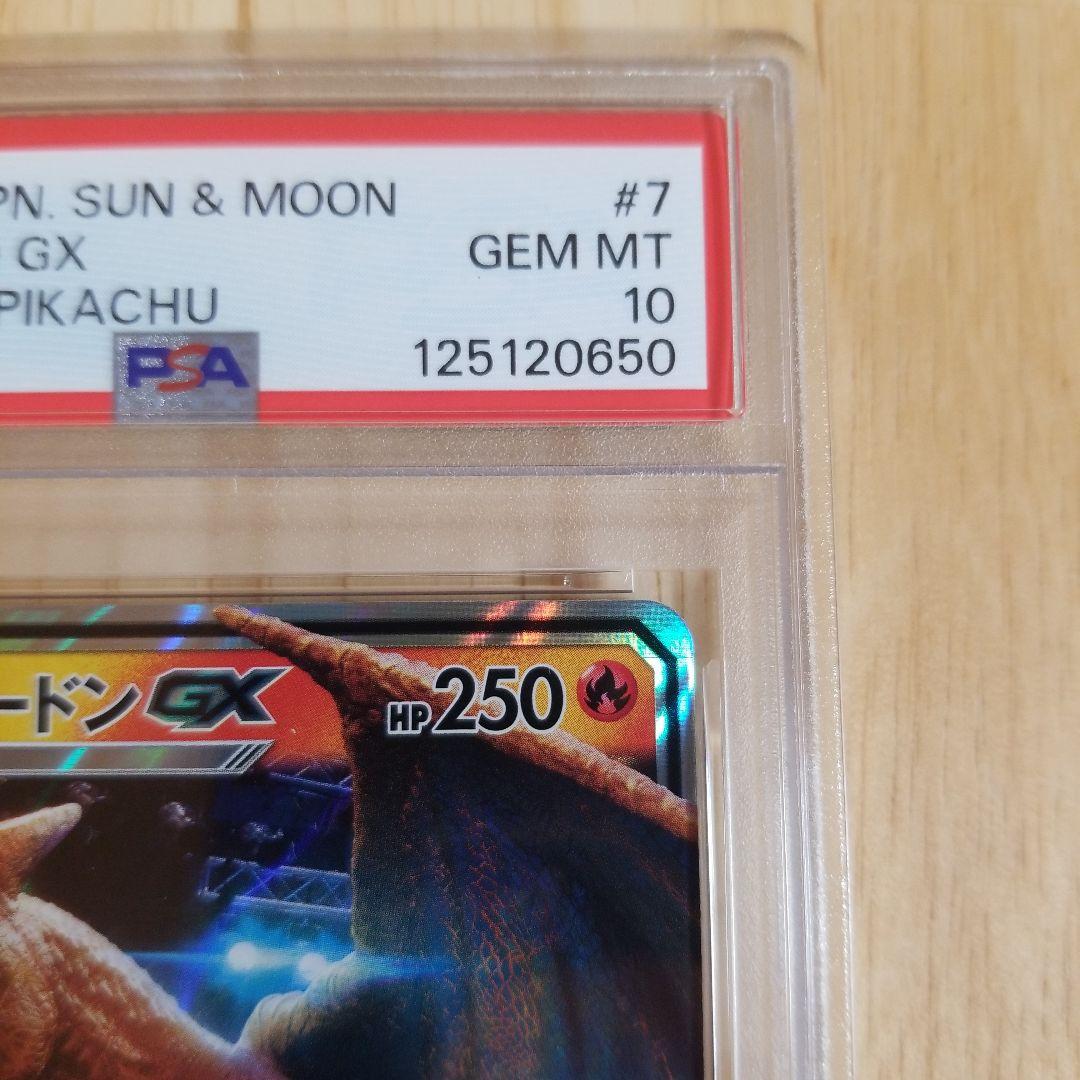 PN. SUN & MOON #7
GX GEM MT
PIKACHU 10
PSA 125120650
ードンGX HP250